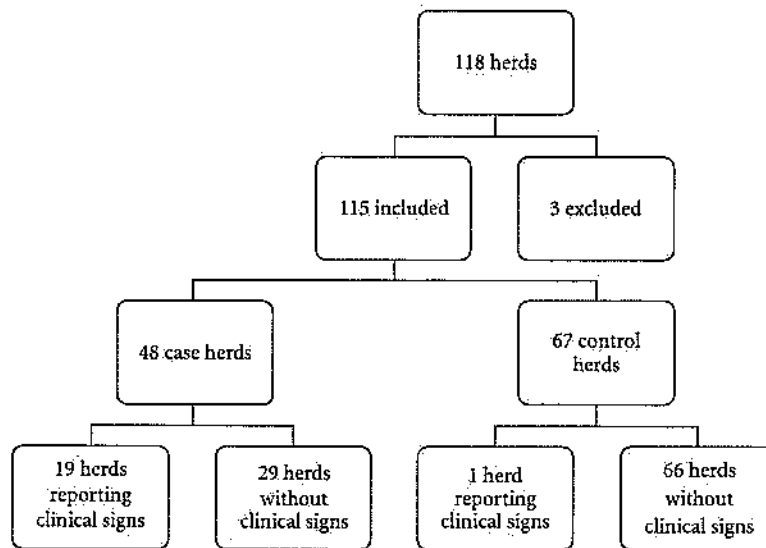 118 herds
115 included
3 excluded
48 case herds
67 control
herds
19 herds
reporting
clinical signs
29 herds
without
clinical signs
1 herd
reporting
clinical signs
66 herds
without
clinical signs